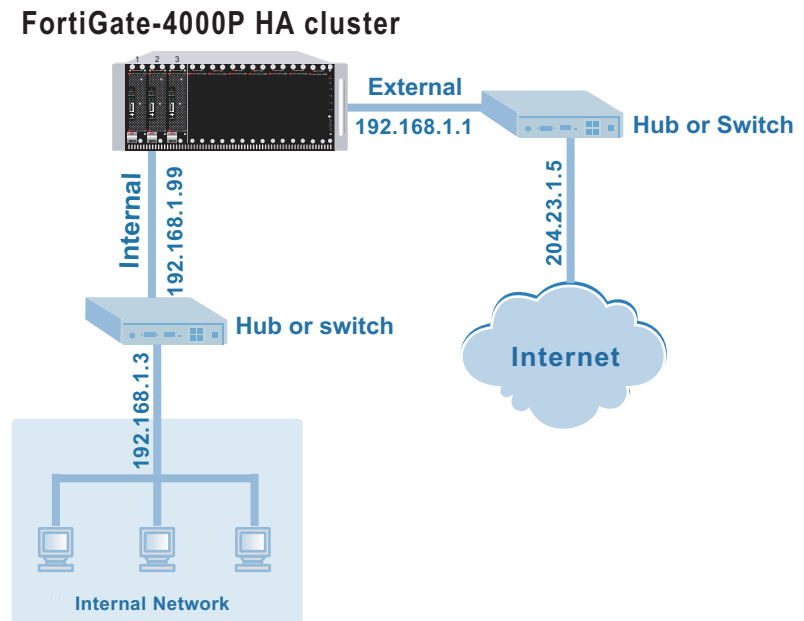 FortiGate-4000P HA cluster
1 2 3
External
192.168.1.1
Hub or Switch
Internal
192.168.1.99
204.23.1.5
Hub or switch
Internet
192.168.1.3
Internal Network